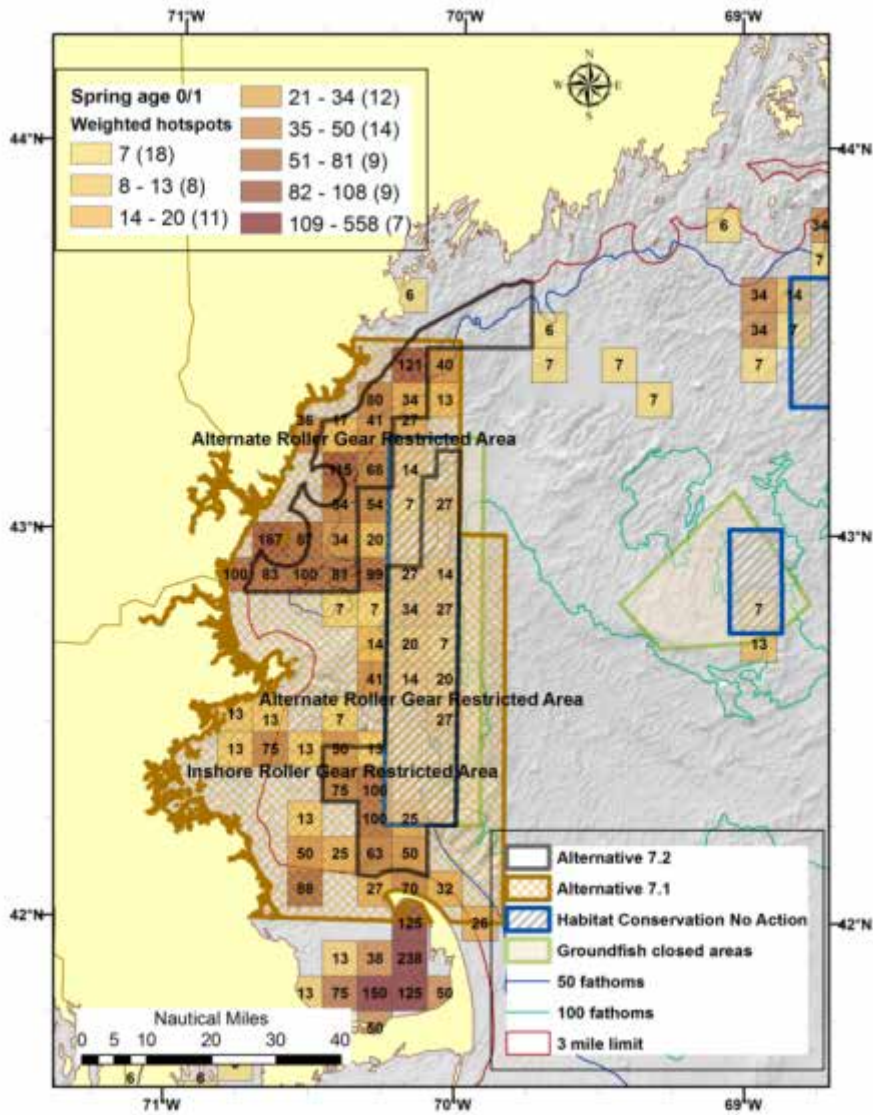 71°W 70°W 69°W
N
W E
S
44°N 44°N
Spring age 0/1
Weighted hotspots
7 (18)
8 - 13 (8)
14 - 20 (11)
21 - 34 (12)
35 - 50 (14)
51 - 81 (9)
82 - 108 (9)
109 - 558 (7)
6 34
7
6 34 14
6 34 7
121 40 7 7 7
80 34 13 7
36 17 41 27
Alternate Roller Gear Restricted Area
115 68 14
54 54 7 27
43°N 43°N
167 87 34 20
100 83 100 81 99 27 14
7 7 34 27 7
14 20 7 13
41 14 20
Alternate Roller Gear Restricted Area
13 13 7 27
13 75 13 50 13
Inshore Roller Gear Restricted Area
75 100
13 100 25
50 25 63 50
88 27 70 32
42°N 42°N
125 26
13 38 238
13 75 150 125 50
50
Alternative 7.2
Alternative 7.1
Habitat Conservation No Action
Groundfish closed areas
50 fathoms
100 fathoms
3 mile limit
Nautical Miles
0 5 10 20 30 40
6 6
71°W 70°W 69°W